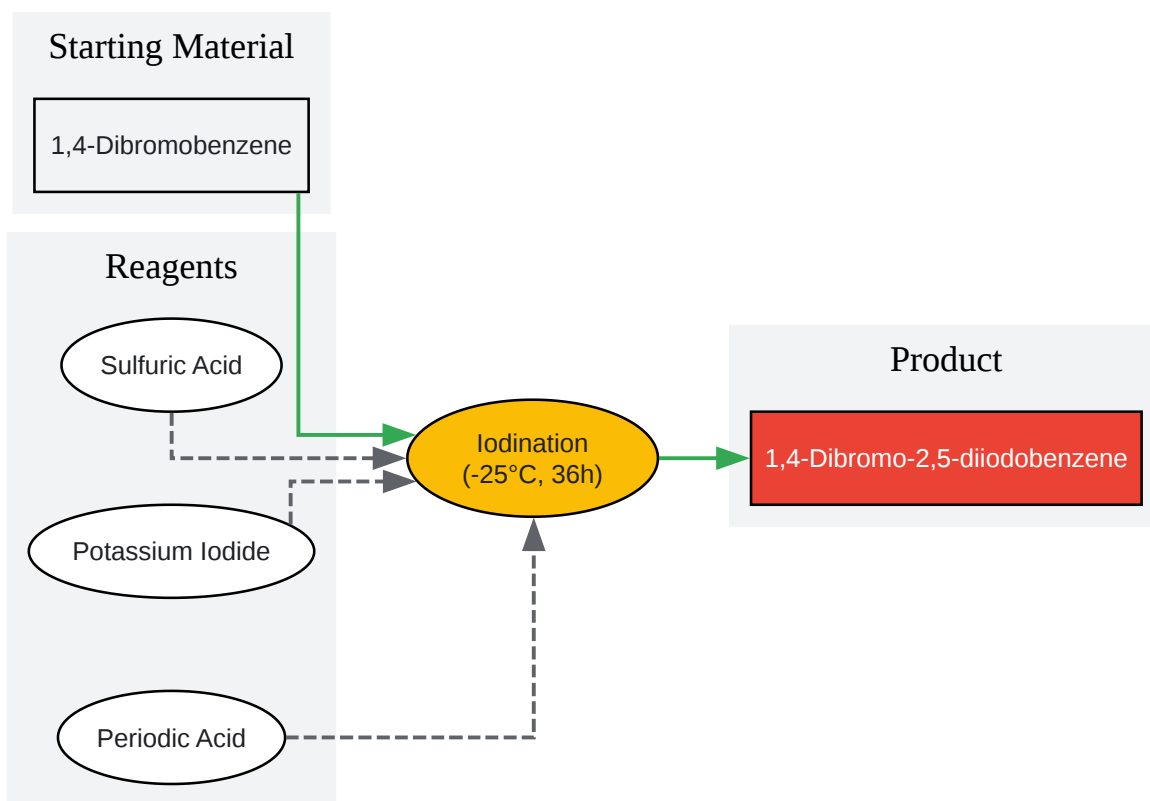 Starting Material
1,4-Dibromobenzene
Reagents
Sulfuric Acid
Potassium Iodide
Periodic Acid
Iodination
(-25°C, 36h)
Product
1,4-Dibromo-2,5-diiodobenzene